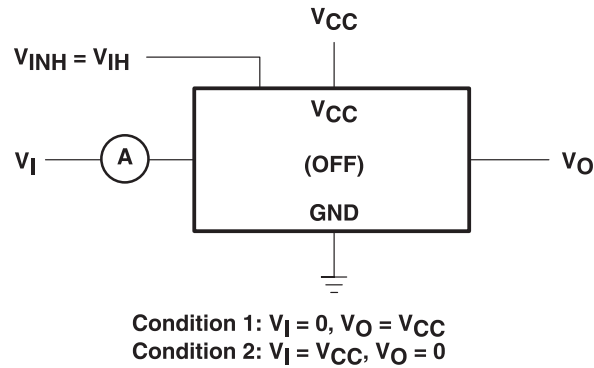 VCC
VINH = VIH
VCC
VI
A
(OFF)
VO
GND
Condition 1: VI = 0, VO = VCC
Condition 2: VI = VCC, VO = 0